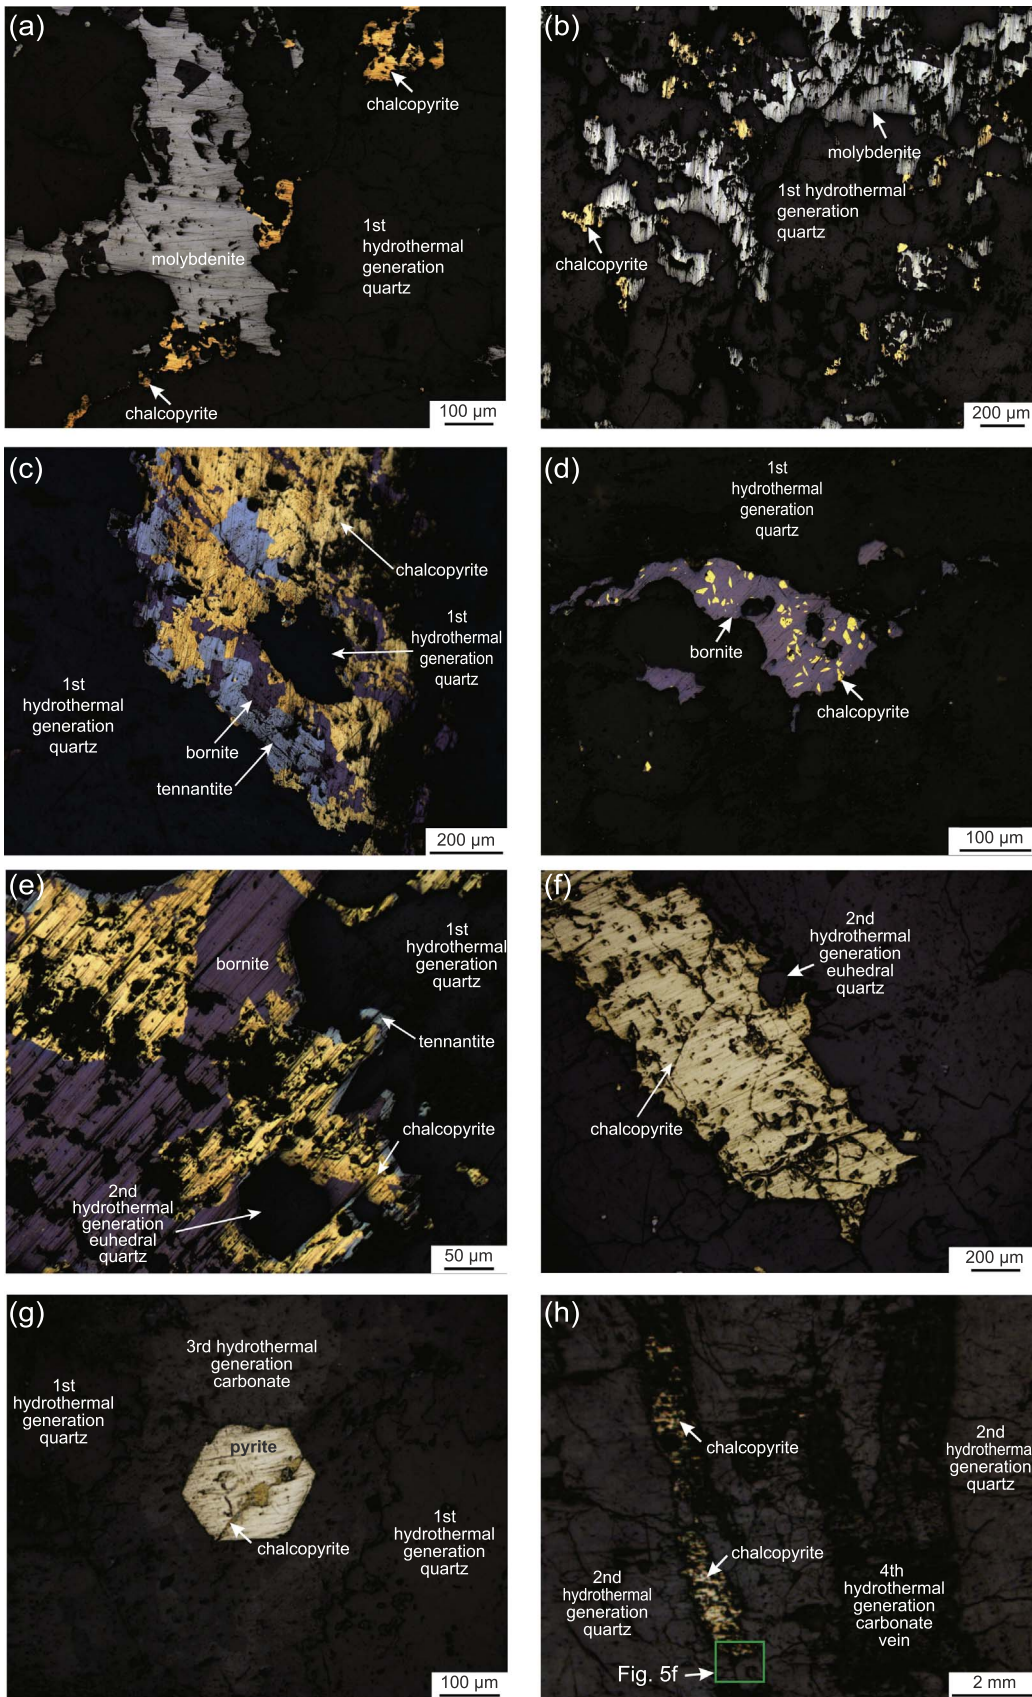 (a)
chalcopyrite
1st
hydrothermal
generation
quartz
molybdenite
chalcopyrite
100 µm
(b)
molybdenite
1st hydrothermal
generation
quartz
chalcopyrite
200 µm
(c)
chalcopyrite
1st
hydrothermal
generation
quartz
1st
hydrothermal
generation
quartz
bornite
tennantite
200 µm
(d)
1st
hydrothermal
generation
quartz
bornite
chalcopyrite
100 µm
(e)
1st
hydrothermal
generation
quartz
bornite
tennantite
chalcopyrite
2nd
hydrothermal
generation
euhedral
quartz
50 µm
(f)
2nd
hydrothermal
generation
euhedral
quartz
chalcopyrite
200 µm
(g)
3rd hydrothermal
generation
carbonate
1st
hydrothermal
generation
quartz
pyrite
1st
hydrothermal
generation
quartz
chalcopyrite
100 µm
(h)
chalcopyrite
2nd
hydrotherma
generation
quartz
chalcopyrite
2nd
hydrothermal
generation
quartz
4th
hydrothermal
generation
carbonate
vein
Fig. 5f
2 mm